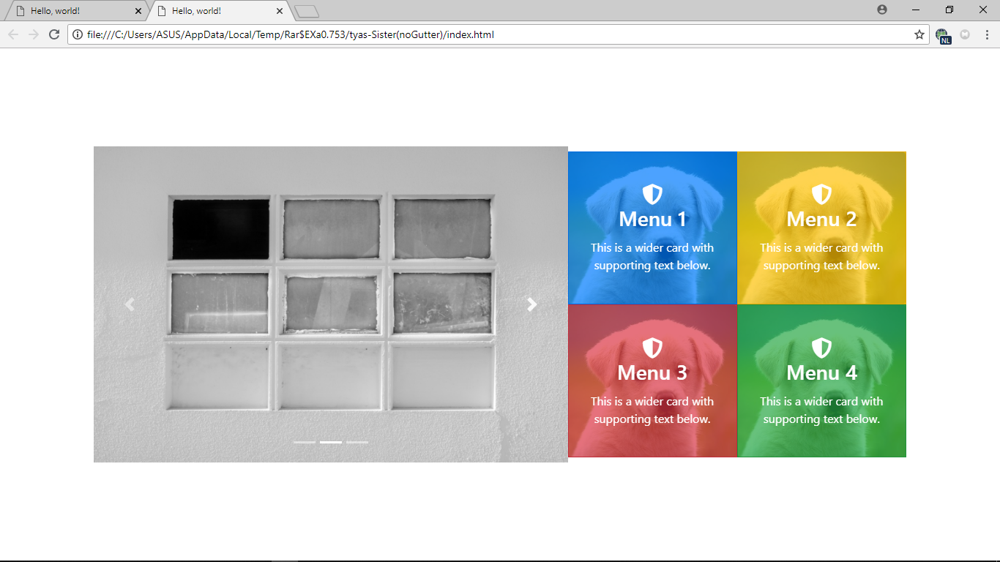 Hello, world!
Hello, world!
file:///C:/Users/ASUS/AppData/Local/Temp/Rar$EXa0.753/tyas-Sister(noGutter)/index.html
NL
Menu 1
This is a wider card with
supporting text below.
Menu 2
This is a wider card with
supporting text below.
Menu 3
This is a wider card with
supporting text below.
Menu 4
This is a wider card with
supporting text below.